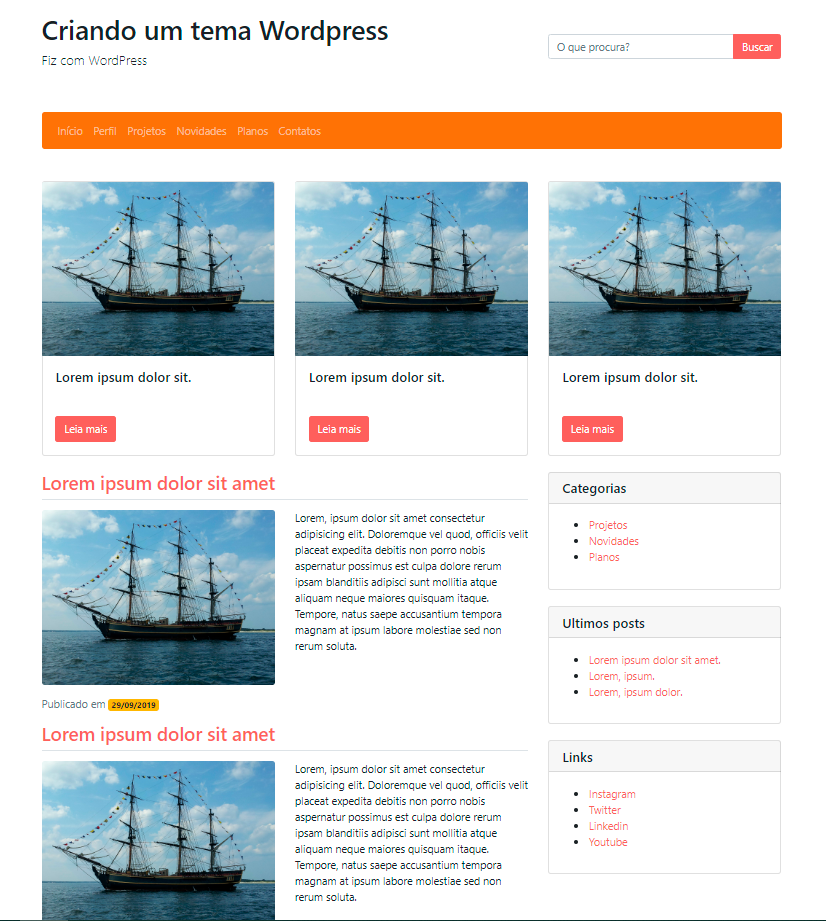 Criando um tema Wordpress
Fiz com WordPress
O que procura?
Buscar
Início Perfil Projetos Novidades Planos Contatos
Lorem ipsum dolor sit.
Leia mais
Lorem ipsum dolor sit.
Leia mais
Lorem ipsum dolor sit.
Leia mais
Lorem ipsum dolor sit amet
Lorem, ipsum dolor sit amet consectetur
adipisicing elit. Doloremque vel quod, officiis velit
placeat expedita debitis non porro nobis
aspernatur possimus est culpa dolore rerum
ipsam blanditiis adipisci sunt mollitia atque
aliquam neque maiores quisquam itaque.
Tempore, natus saepe accusantium tempora
magnam at ipsum labore molestiae sed non
rerum soluta.
Publicado em 29/09/2019
Lorem ipsum dolor sit amet
Lorem, ipsum dolor sit amet consectetur
adipisicing elit. Doloremque vel quod, officiis velit
placeat expedita debitis non porro nobis
aspernatur possimus est culpa dolore rerum
ipsam blanditiis adipisci sunt mollitia atque
aliquam neque maiores quisquam itaque.
Tempore, natus saepe accusantium tempora
magnam at ipsum labore molestiae sed non
rerum soluta.
Categorias
Projetos
Novidades
Planos
Ultimos posts
Lorem ipsum dolor sit amet.
Lorem, ipsum.
Lorem, ipsum dolor.
Links
Instagram
Twitter
Linkedin
Youtube